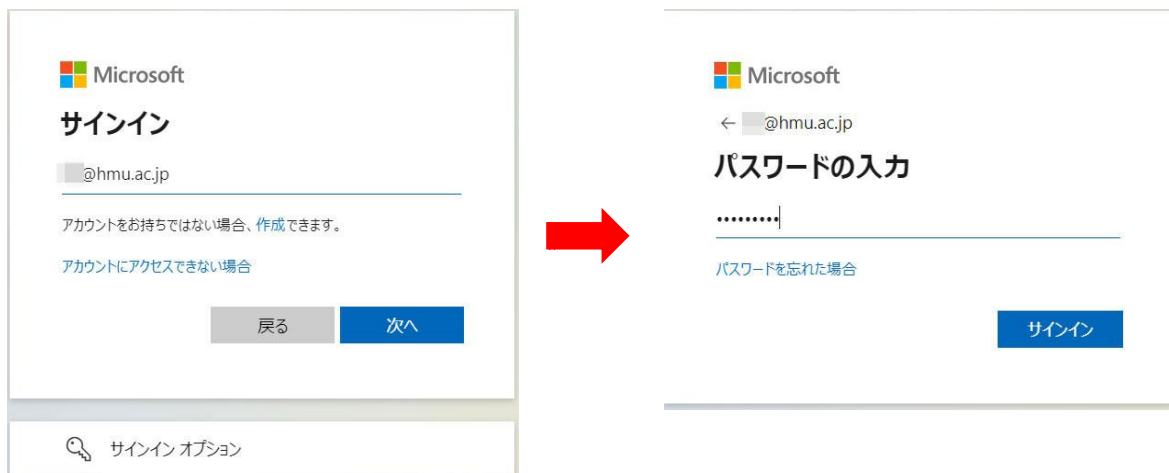 Microsoft
サインイン
@hmu.ac.jp
アカウントをお持ちではない場合、作成できます。
アカウントにアクセスできない場合
戻る
次へ
サインイン オプション
Microsoft
← @hmu.ac.jp
パスワードの入力
•••••••••
パスワードを忘れた場合
サインイン